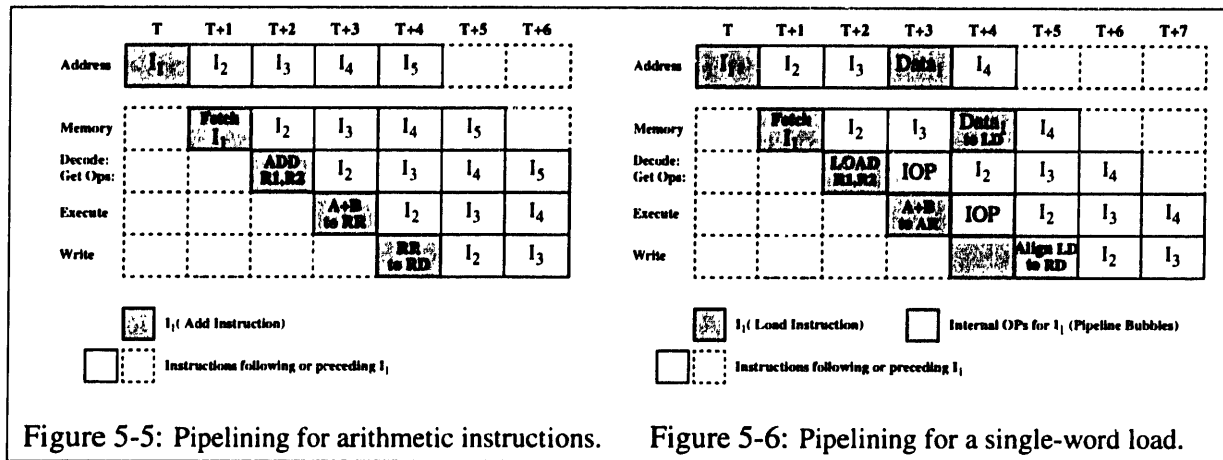 T T+1 T+2 T+3 T+4 T+5 T+6
Address I1 I2 I3 I4 I5
Memory Fetch I1 I2 I3 I4 I5
Decode: Get Ops: ADD R1,R2 I2 I3 I4 I5
Execute A+B to RR I2 I3 I4
Write RR to RD I2 I3
I1( Add Instruction)
Instructions following or preceding I1
Figure 5-5: Pipelining for arithmetic instructions.
T T+1 T+2 T+3 T+4 T+5 T+6 T+7
Address I1 I2 I3 Data1 I4
Memory Fetch I1 I2 I3 Data1 to LD I4
Decode: Get Ops: LOAD R1,R2 IOP I2 I3 I4
Execute A+B to AR IOP I2 I3 I4
Write Align LD to RD I2 I3
I1( Load Instruction) Internal OPs for I1 (Pipeline Bubbles)
Instructions following or preceding I1
Figure 5-6: Pipelining for a single-word load.